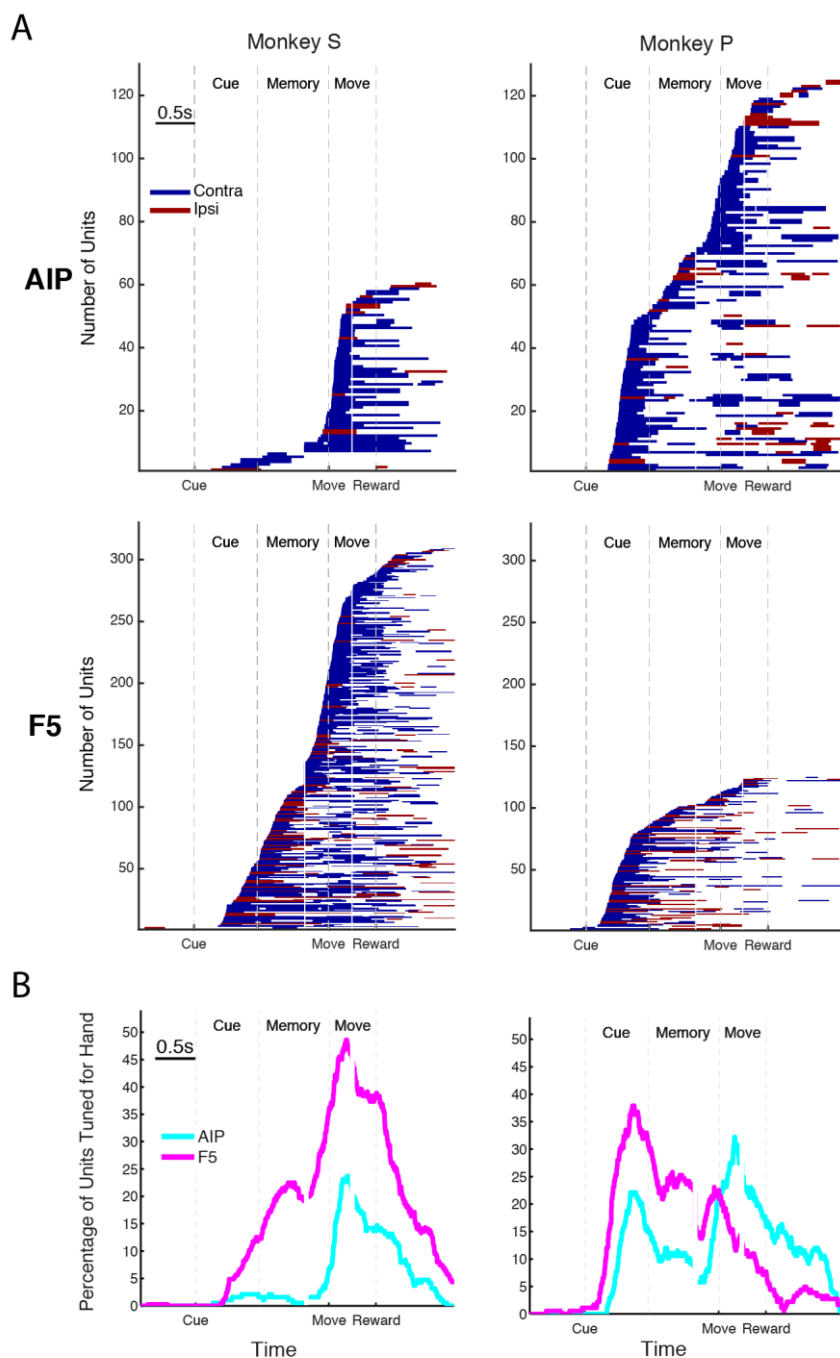 A
Monkey S
Monkey P
AIP
Number of Units
120
100
80
60
40
20
Cue Memory Move
0.5s
Contra
Ipsi
Cue Move Reward
120
100
80
60
40
20
Cue Memory Move
Cue Move Reward
F5
Number of Units
300
250
200
150
100
50
Cue Memory Move
Cue Move Reward
300
250
200
150
100
50
Cue Memory Move
Cue Move Reward
B
Percentage of Units Tuned for Hand
50
45
40
35
30
25
20
15
10
5
0
Cue Memory Move
0.5s
AIP
F5
Cue Move Reward
Time
50
45
40
35
30
25
20
15
10
5
0
Cue Memory Move
Cue Move Reward
Time